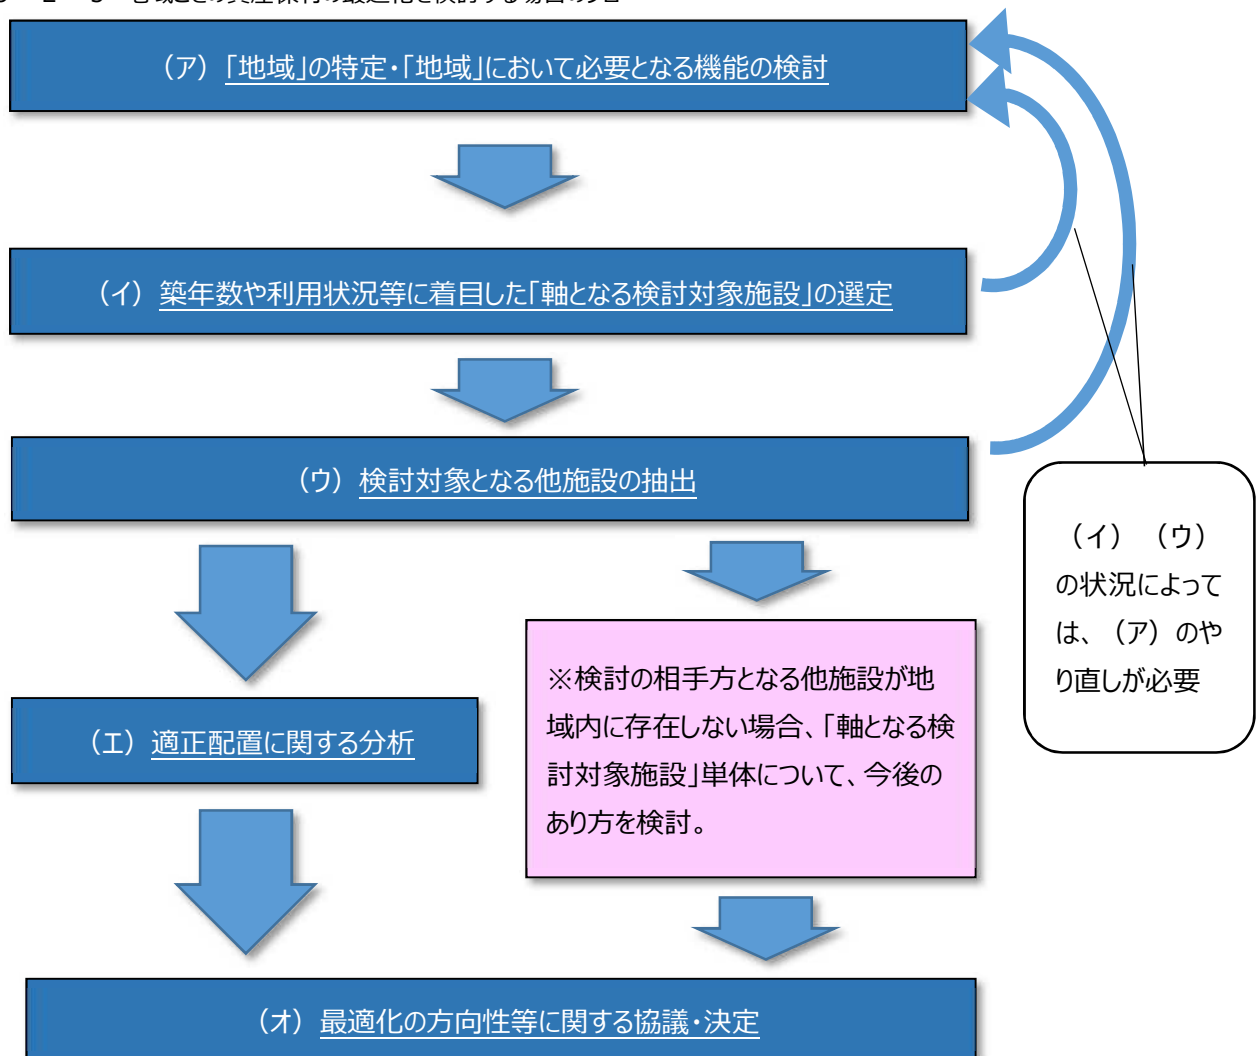 （ア）「地域」の特定・「地域」において必要となる機能の検討
（イ）築年数や利用状況等に着目した「軸となる検討対象施設」の選定
（ウ）検討対象となる他施設の抽出
（イ）（ウ）
の状況によって
は、（ア）のや
り直しが必要
※検討の相手方となる他施設が地
域内に存在しない場合、「軸となる検
討対象施設」単体について、今後の
あり方を検討。
（エ）適正配置に関する分析
（オ）最適化の方向性等に関する協議・決定